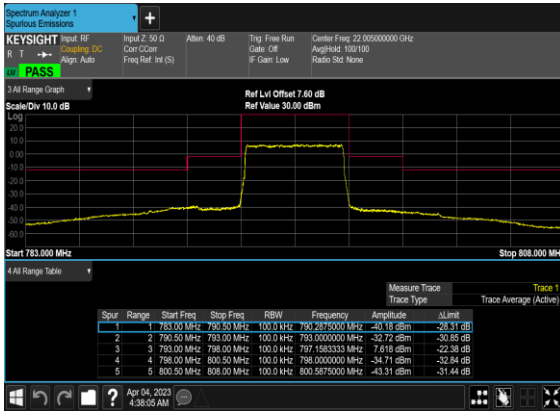 Spectrum Analyzer 1
Spurious Emissions
+
KEYSIGHT Input: RF Input Z: 50 Ω Atten: 40 dB Trig: Free Run Center Freq: 22.005000000 GHz
R T Coupling: DC Corr CCorr Gate: Off Avg|Hold: 100/100
Align: Auto Freq Ref: Int (S) IF Gain: Low Radio Std: None
PASS
3 All Range Graph
Ref Lvl Offset 7.60 dB
Scale/Div 10.0 dB Ref Value 30.00 dBm
Log
20.0
10.0
0.00
-10.0
-20.0
-30.0
-40.0
-50.0
-60.0
Start 783.000 MHz Stop 808.000 MH
4 All Range Table
Measure Trace Trace 1
Trace Type Trace Average (Active)
Spur Range Start Freq Stop Freq RBW Frequency Amplitude ΔLimit
1 1 783.00 MHz 790.50 MHz 100.0 kHz 790.2875000 MHz -40.18 dBm -28.31 dB
2 2 790.50 MHz 793.00 MHz 100.0 kHz 793.0000000 MHz -32.72 dBm -30.85 dB
3 3 793.00 MHz 798.00 MHz 100.0 kHz 797.1583333 MHz 7.618 dBm -22.38 dB
4 4 798.00 MHz 800.50 MHz 100.0 kHz 798.0000000 MHz -34.71 dBm -32.84 dB
5 5 800.50 MHz 808.00 MHz 100.0 kHz 800.5875000 MHz -43.31 dBm -31.44 dB
? Apr 04, 2023
4:38:05 AM